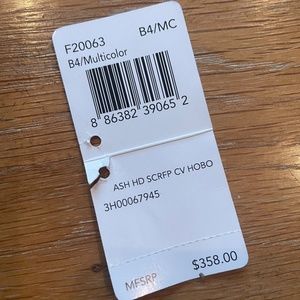 F20063 B4/MC
B4/Multicolor
8 86382 39065 2
ASH HD SCRFP CV HOBO
3H00067945
MFSRP $358.00